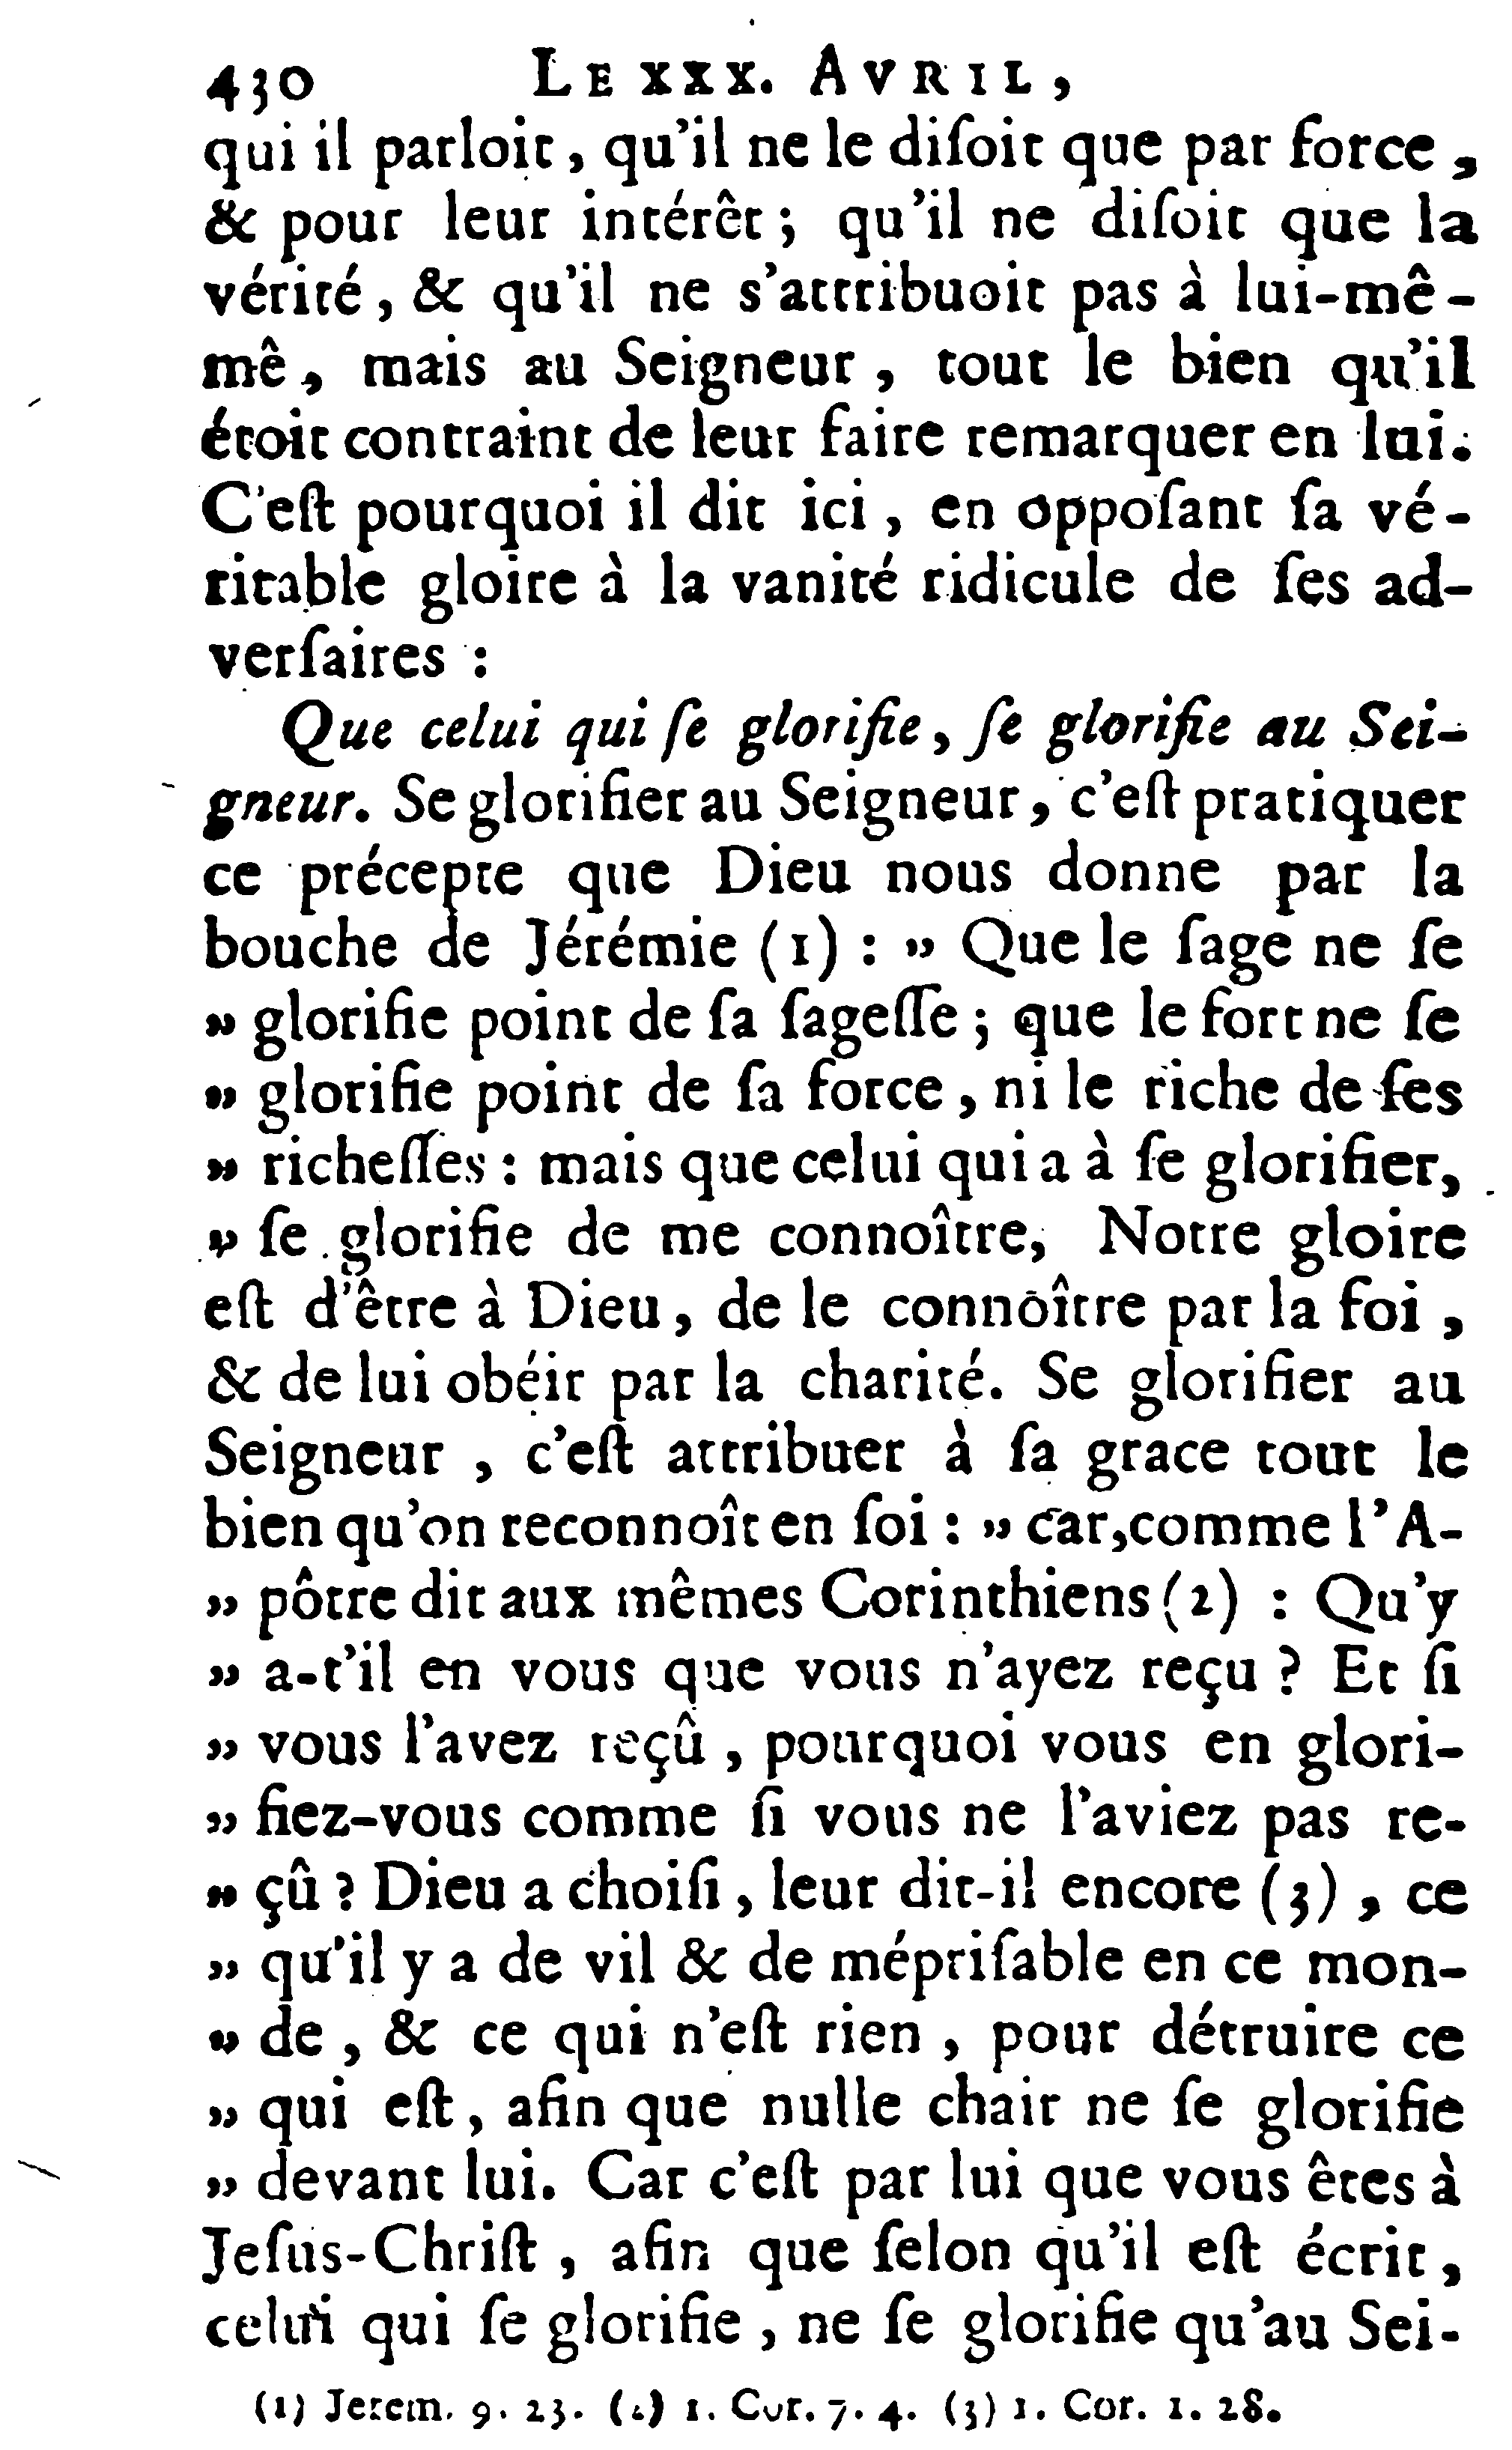 430 LE XXX. AVRIL,
qui il parloit, qu'il ne le diſoit que par force,
& pour leur intérêt; qu'il ne diſoit que la
vérité, & qu'il ne s'attribuoit pas à lui-mê-
mê, mais au Seigneur, tout le bien qu'il
étoit contraint de leur faire remarquer en lui.
C'eſt pourquoi il dit ici, en oppoſant ſa vé-
ritable gloire à la vanité ridicule de ſes ad-
verſaires :
Que celui qui ſe glorifie, ſe glorifie au Sei-
gneur. Se glorifier au Seigneur, c'eſt pratiquer
ce précepte que Dieu nous donne par la
bouche de Jérémie (1) : ” Que le ſage ne ſe
” glorifie point de ſa ſageſſe ; que le fort ne ſe
” glorifie point de ſa force, ni le riche de ſes
” richeſſes : mais que celui qui a à ſe glorifier,
” ſe glorifie de me connoître, Notre gloire
eſt d'être à Dieu, de le connoître par la foi,
& de lui obéir par la charité. Se glorifier au
Seigneur, c'eſt attribuer à ſa grace tout le
bien qu'on reconnoît en ſoi : ” car, comme l'A-
” pôtre dit aux mêmes Corinthiens (2) : Qu'y
” a-t'il en vous que vous n'ayez reçu ? Et ſi
” vous l'avez reçû, pourquoi vous en glori-
” fiez-vous comme ſi vous ne l'aviez pas re-
” çû ? Dieu a choiſi, leur dit-il encore (3), ce
” qu'il y a de vil & de mépriſable en ce mon-
” de, & ce qui n'eſt rien, pour détruire ce
” qui eſt, afin que nulle chair ne ſe glorifie
” devant lui. Car c'eſt par lui que vous êtes à
Jeſus-Chriſt, afin que ſelon qu'il eſt écrit,
celui qui ſe glorifie, ne ſe glorifie qu'au Sei-
(1) Jerem. 9. 23. (2) 1. Cor. 7. 4. (3) 1. Cor. 1. 28.